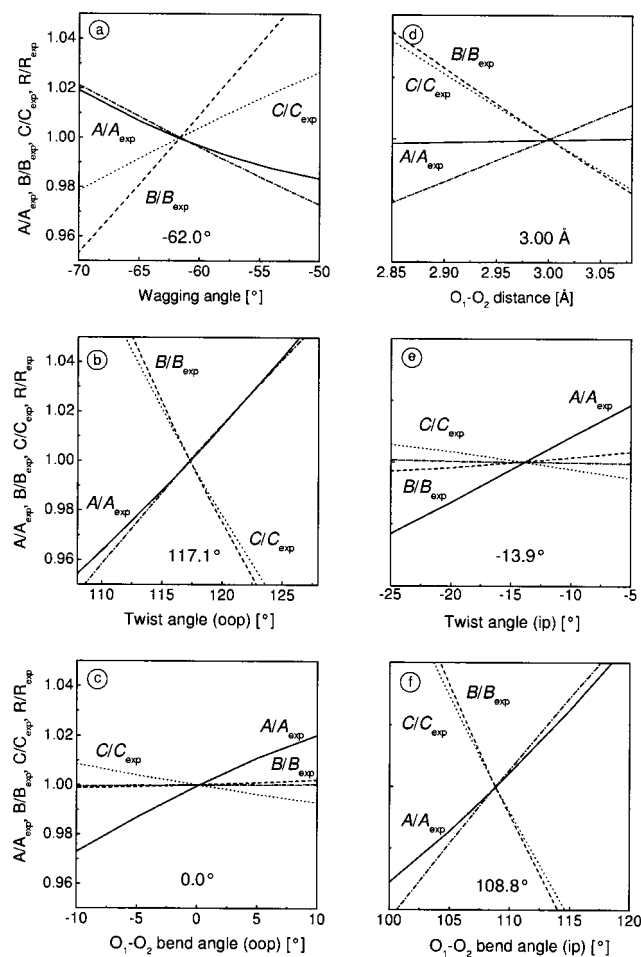 a
A/A_exp, B/B_exp, C/C_exp, R/R_exp
1.04
1.02
1.00
0.98
0.96
A/A_exp
C/C_exp
B/B_exp
-62.0°
-70 -65 -60 -55 -50
Wagging angle [°]
d
B/B_exp
C/C_exp
A/A_exp
3.00 Å
2.85 2.90 2.95 3.00 3.05
O₁-O₂ distance [Å]
b
A/A_exp, B/B_exp, C/C_exp, R/R_exp
1.04
1.02
1.00
0.98
0.96
B/B_exp
A/A_exp
C/C_exp
117.1°
110 115 120 125
Twist angle (oop) [°]
e
A/A_exp
C/C_exp
B/B_exp
-13.9°
-25 -20 -15 -10 -5
Twist angle (ip) [°]
c
A/A_exp, B/B_exp, C/C_exp, R/R_exp
1.04
1.02
1.00
0.98
0.96
A/A_exp
C/C_exp
B/B_exp
0.0°
-10 -5 0 5 10
O₁-O₂ bend angle (oop) [°]
f
B/B_exp
C/C_exp
A/A_exp
108.8°
100 105 110 115 120
O₁-O₂ bend angle (ip) [°]